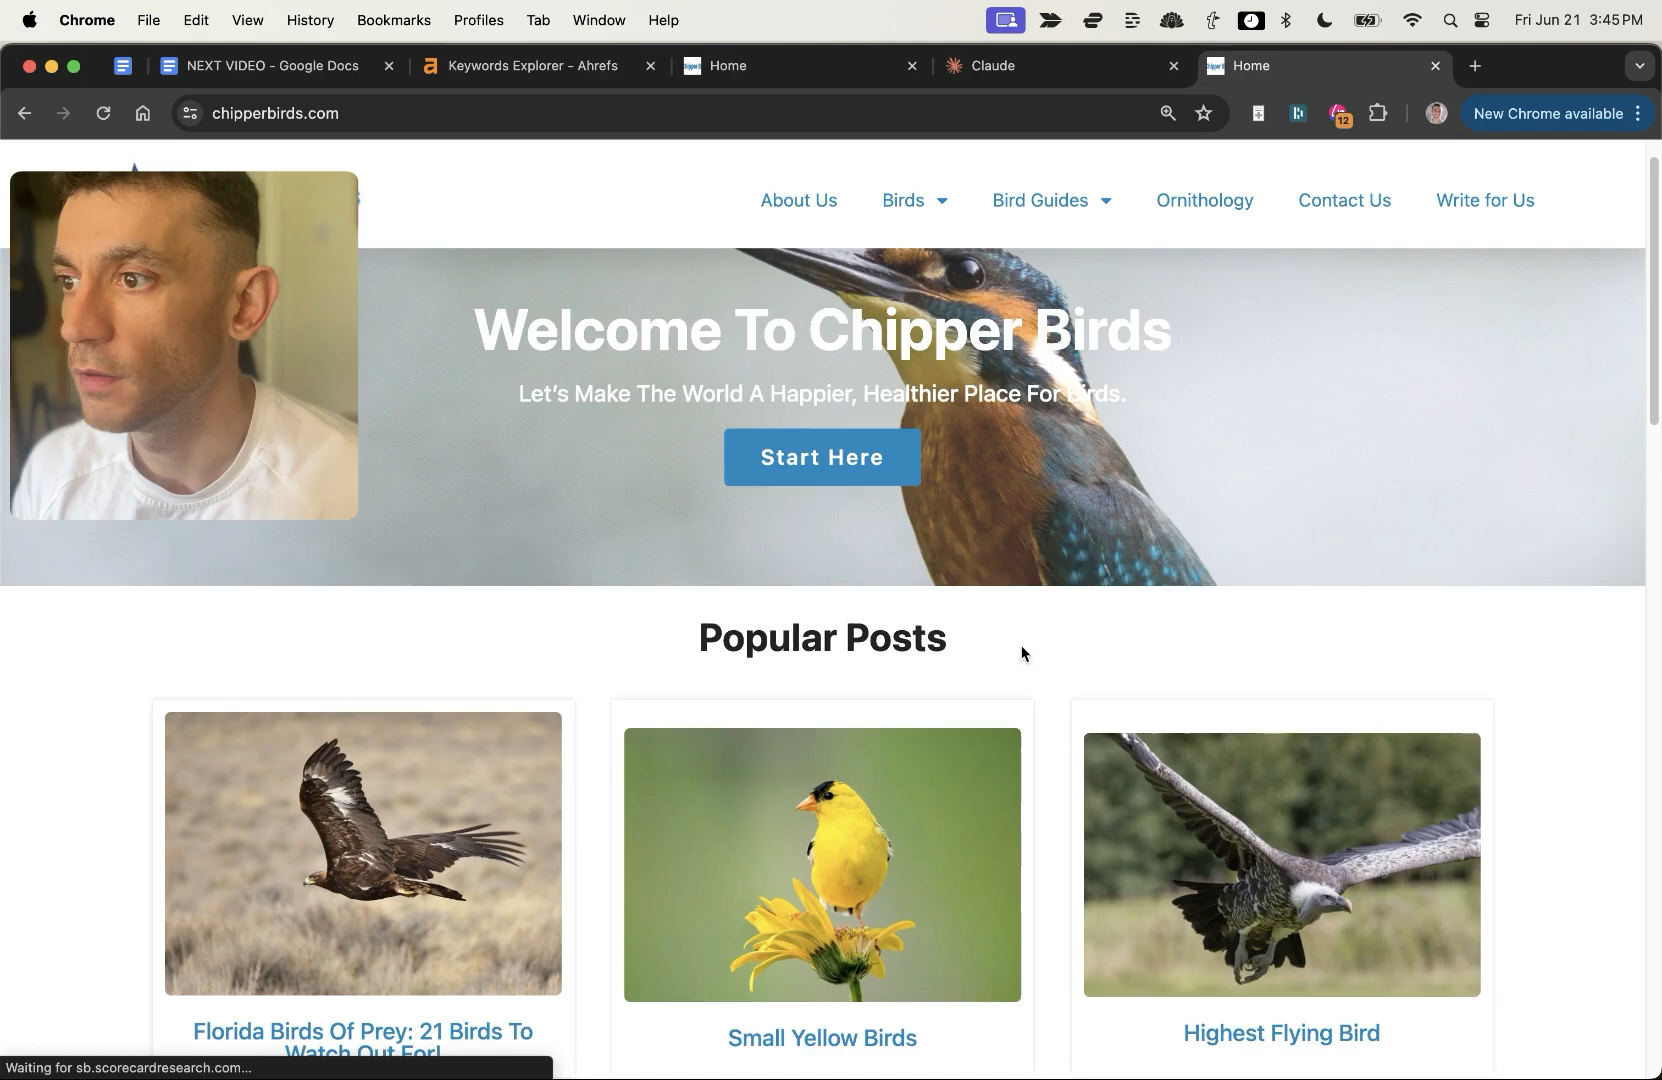 Chrome File Edit View History Bookmarks Profiles Tab Window Help Fri Jun 21 3:45 PM
NEXT VIDEO - Google Docs Keywords Explorer - Ahrefs Home Claude Home
chipperbirds.com 12 New Chrome available
About Us Birds Bird Guides Ornithology Contact Us Write for Us
Welcome To Chipper Birds
Let's Make The World A Happier, Healthier Place For Birds.
Start Here
Popular Posts
Florida Birds Of Prey: 21 Birds To
Watch Out For!
Small Yellow Birds
Highest Flying Bird
Waiting for sb.scorecardresearch.com...